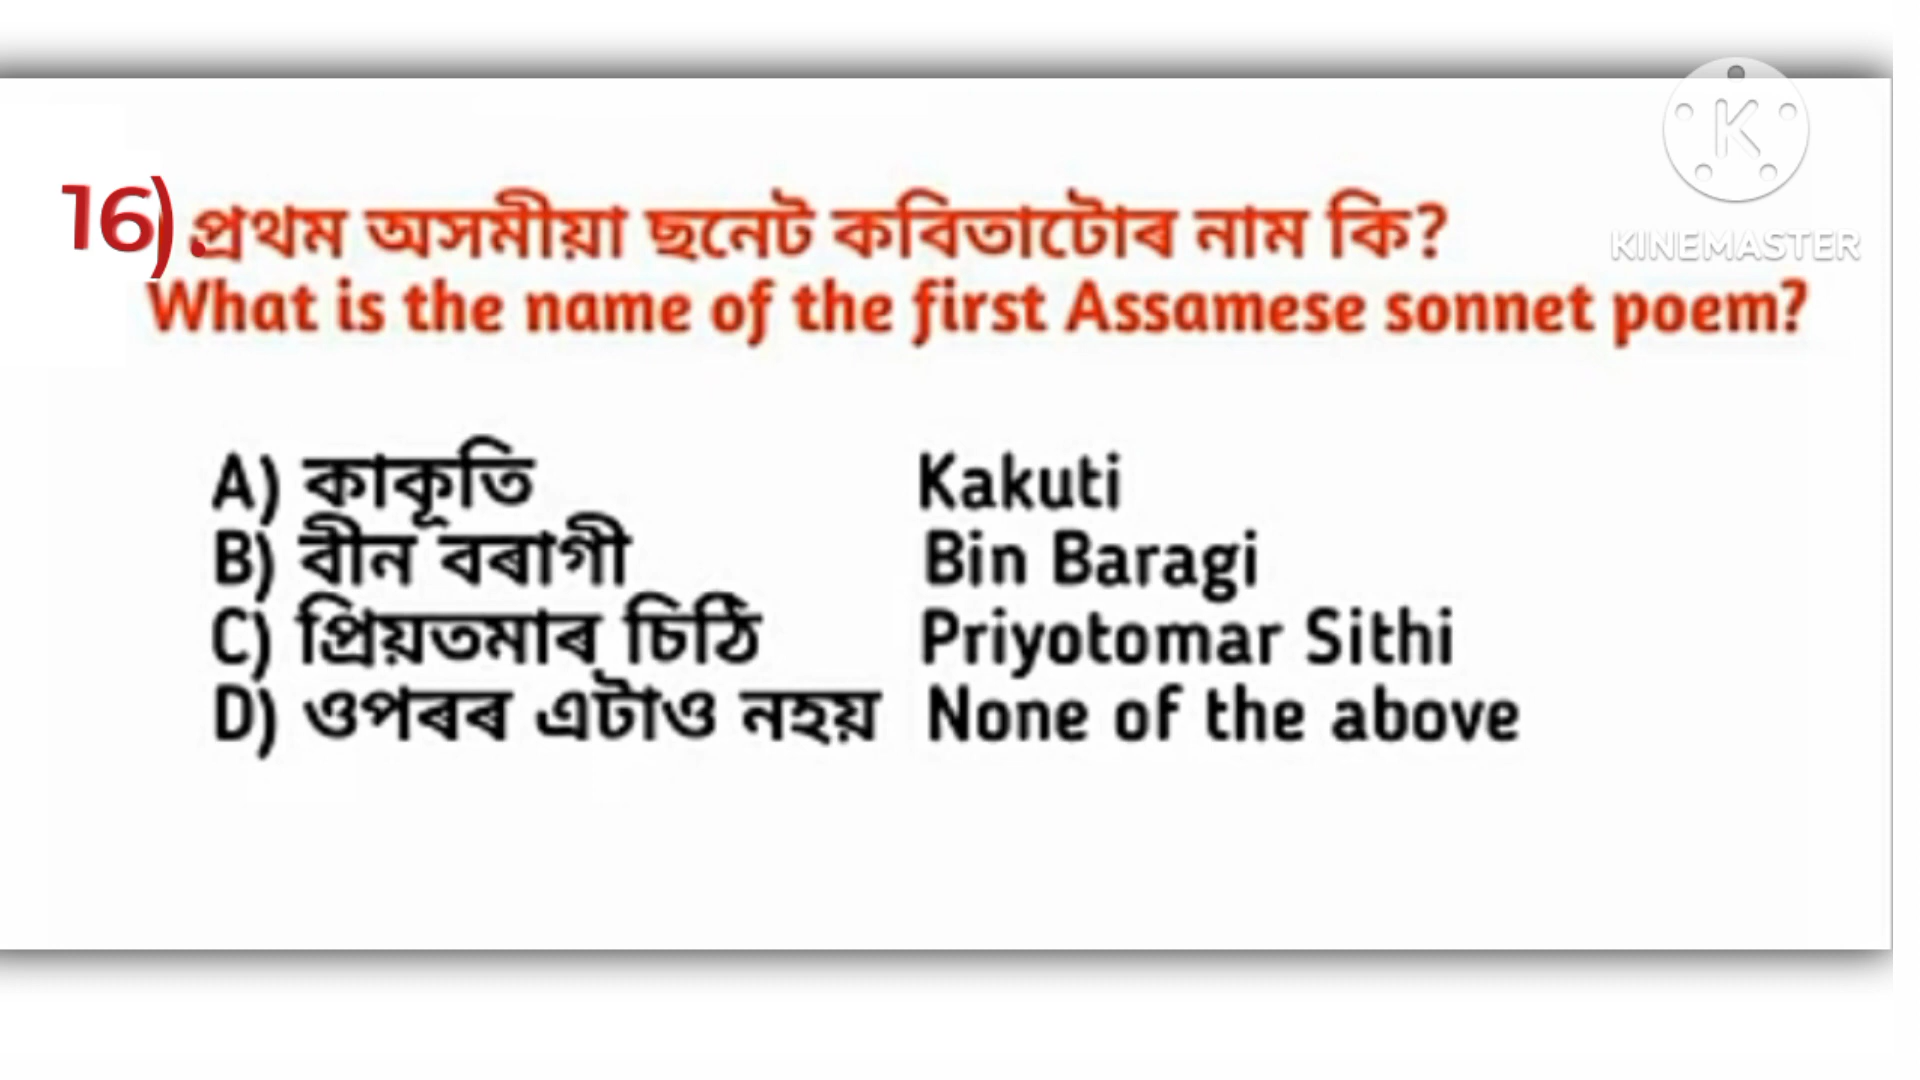 16). প্ৰথম অসমীয়া ছনেট কবিতাটোৰ নাম কি?
What is the name of the first Assamese sonnet poem?
A) কাকূতি Kakuti
B) বীন বৰাগী Bin Baragi
C) প্ৰিয়তমাৰ চিঠি Priyotomar Sithi
D) ওপৰৰ এটাও নহয় None of the above
K
KINEMASTER